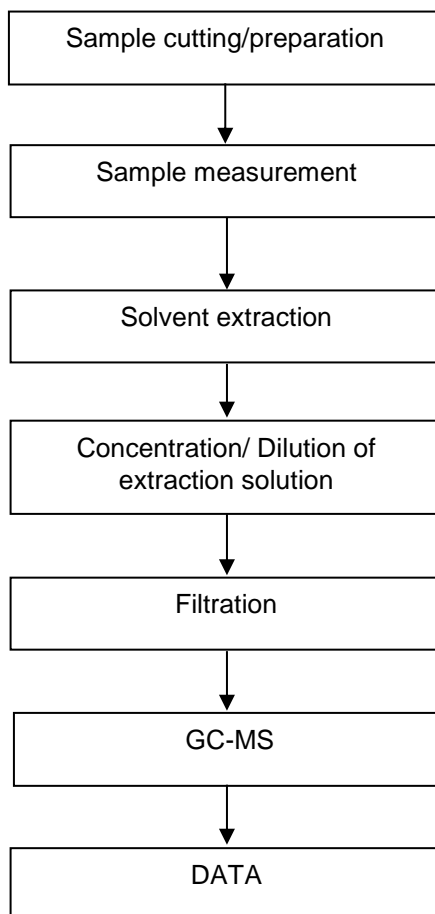 Sample cutting/preparation
Sample measurement
Solvent extraction
Concentration/ Dilution of
extraction solution
Filtration
GC-MS
DATA